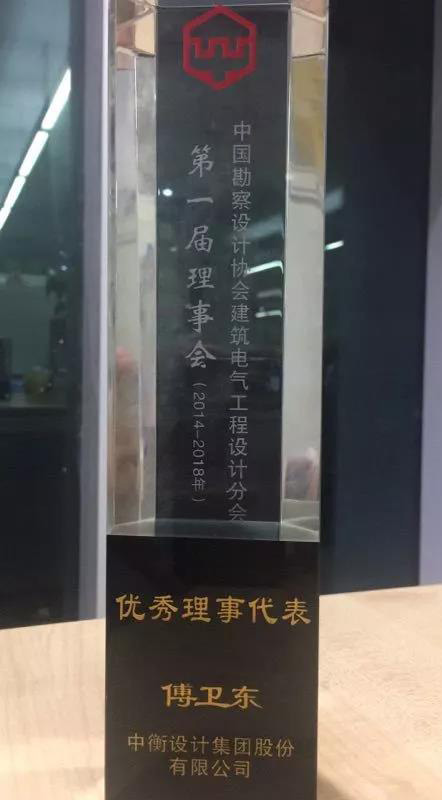 中国勘察设计协会建筑电气工程设计分会
第一届理事会（2014-2018年）
优秀理事代表
傅卫东
中衡设计集团股份
有限公司